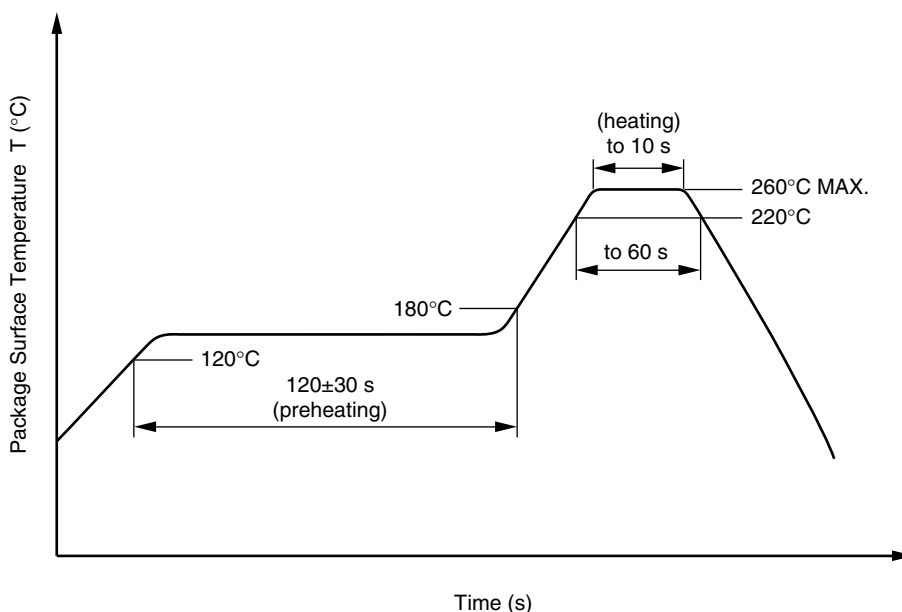 Package Surface Temperature T (°C)
(heating)
to 10 s
260°C MAX.
220°C
to 60 s
180°C
120°C
120±30 s
(preheating)
Time (s)